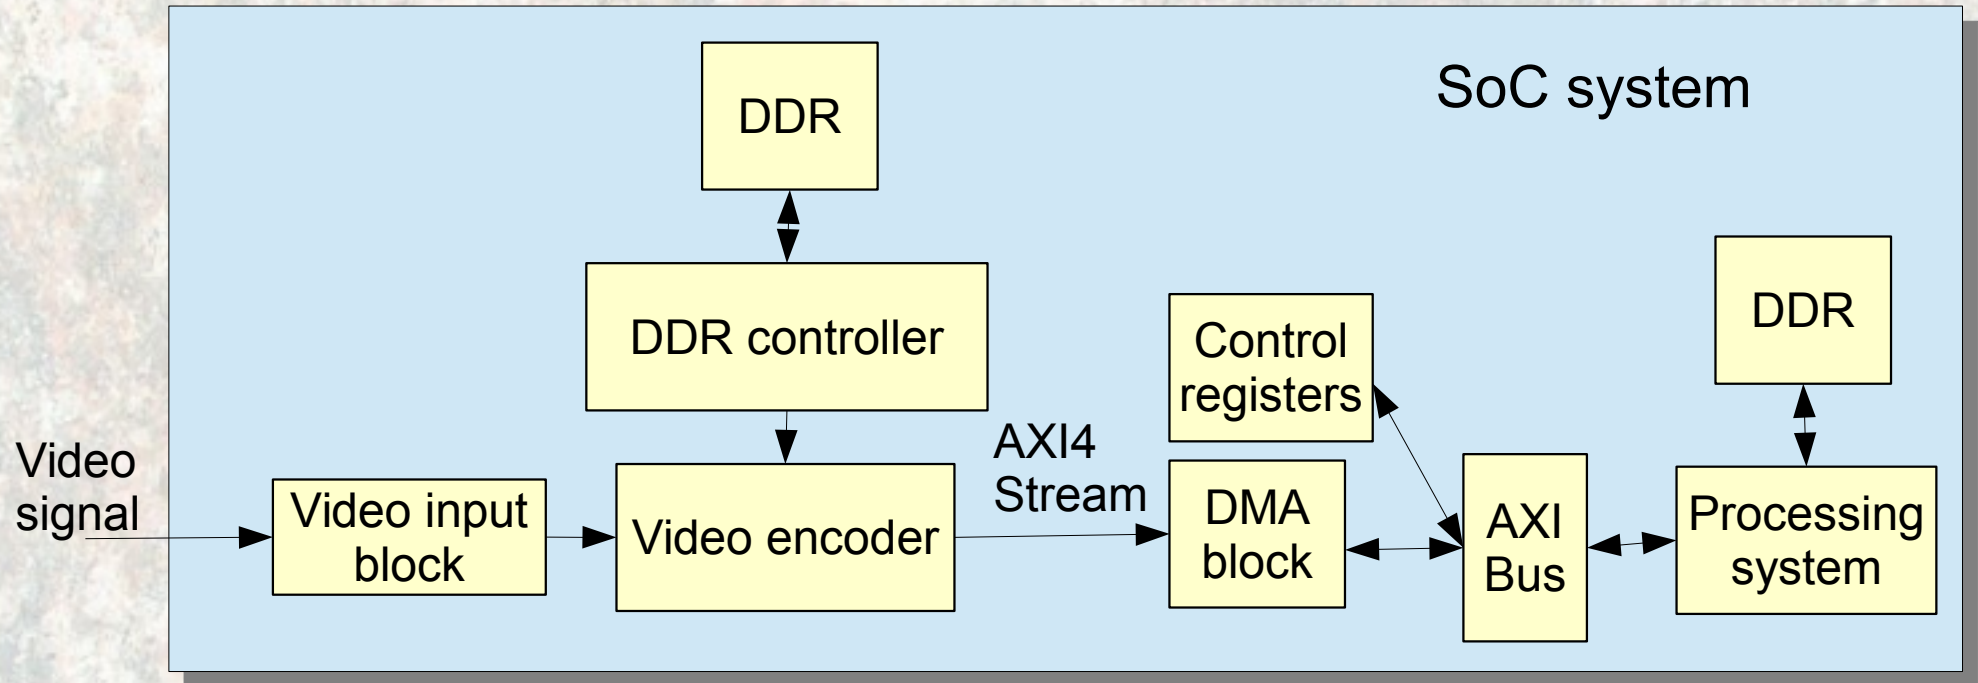 SoC system
DDR
DDR controller
DDR
Control
registers
Video
signal
Video input
block
Video encoder
AXI4
Stream
DMA
block
AXI
Bus
Processing
system